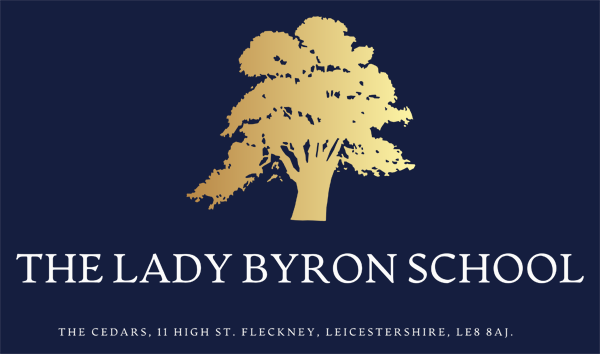 THE LADY BYRON SCHOOL
THE CEDARS, 11 HIGH ST. FLECKNEY, LEICESTERSHIRE, LE8 8AJ.